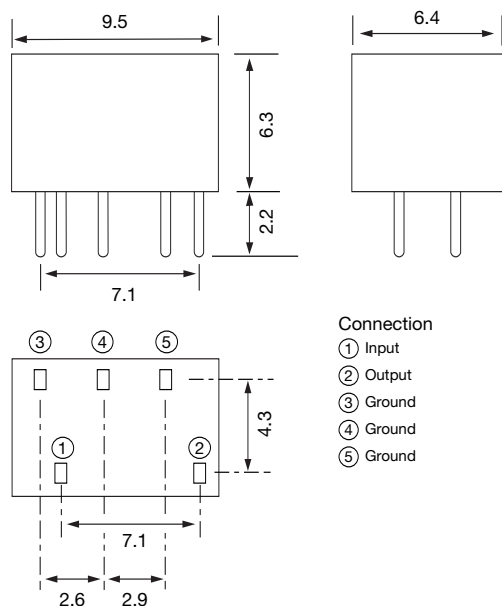 9.5
6.4
6.3
2.2
7.1
③ ④ ⑤
① ②
4.3
7.1
2.6 2.9
Connection
① Input
② Output
③ Ground
④ Ground
⑤ Ground